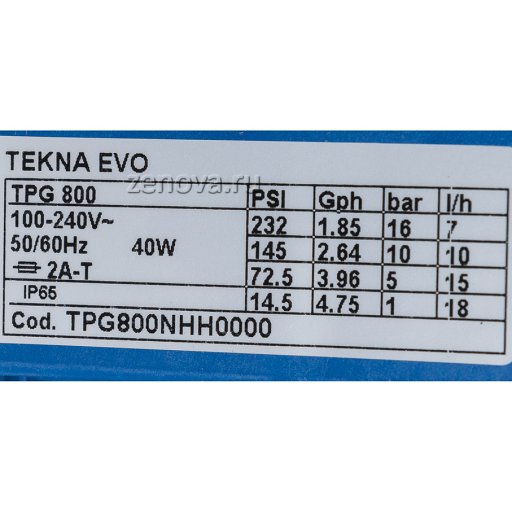 TEKNA EVO
zenova.ru
TPG 800 PSI Gph bar l/h
100-240V~ 232 1.85 16 7
50/60Hz 40W 145 2.64 10 10
2A-T 72.5 3.96 5 15
IP65 14.5 4.75 1 18
Cod. TPG800NHH0000